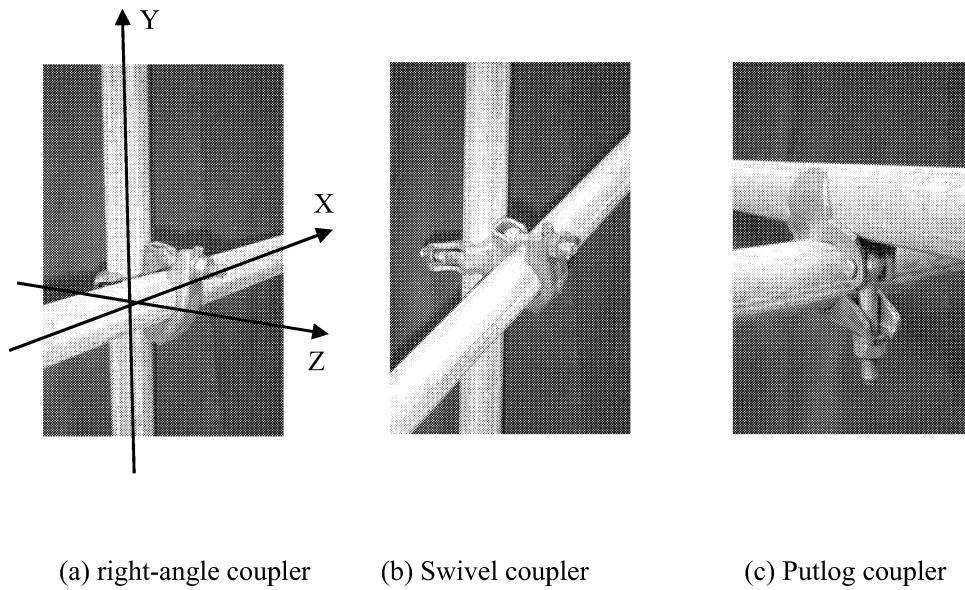 Y
X
Z
(a) right-angle coupler
(b) Swivel coupler
(c) Putlog coupler